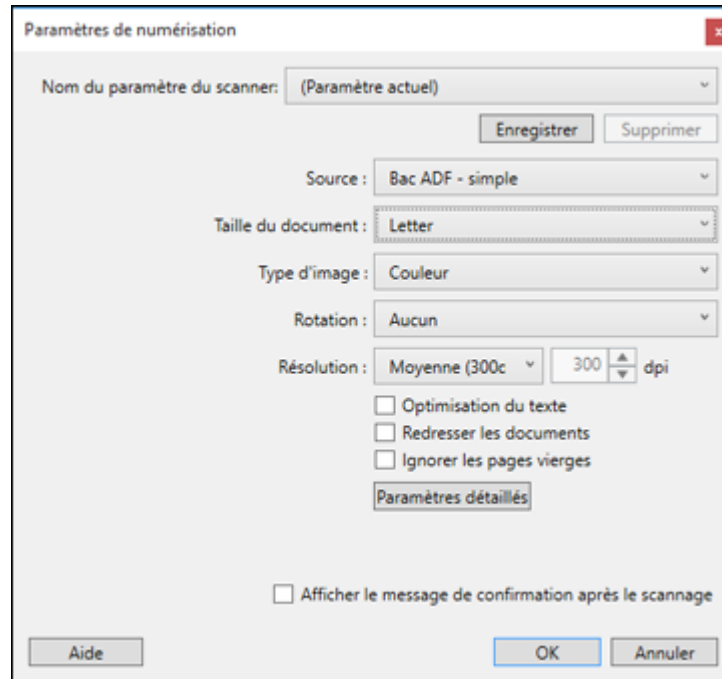 Paramètres de numérisation
x
Nom du paramètre du scanner: (Paramètre actuel)
Enregistrer Supprimer
Source : Bac ADF - simple
Taille du document : Letter
Type d'image : Couleur
Rotation : Aucun
Résolution : Moyenne (300c 300 dpi
Optimisation du texte
Redresser les documents
Ignorer les pages vierges
Paramètres détaillés
Afficher le message de confirmation après le scannage
Aide OK Annuler